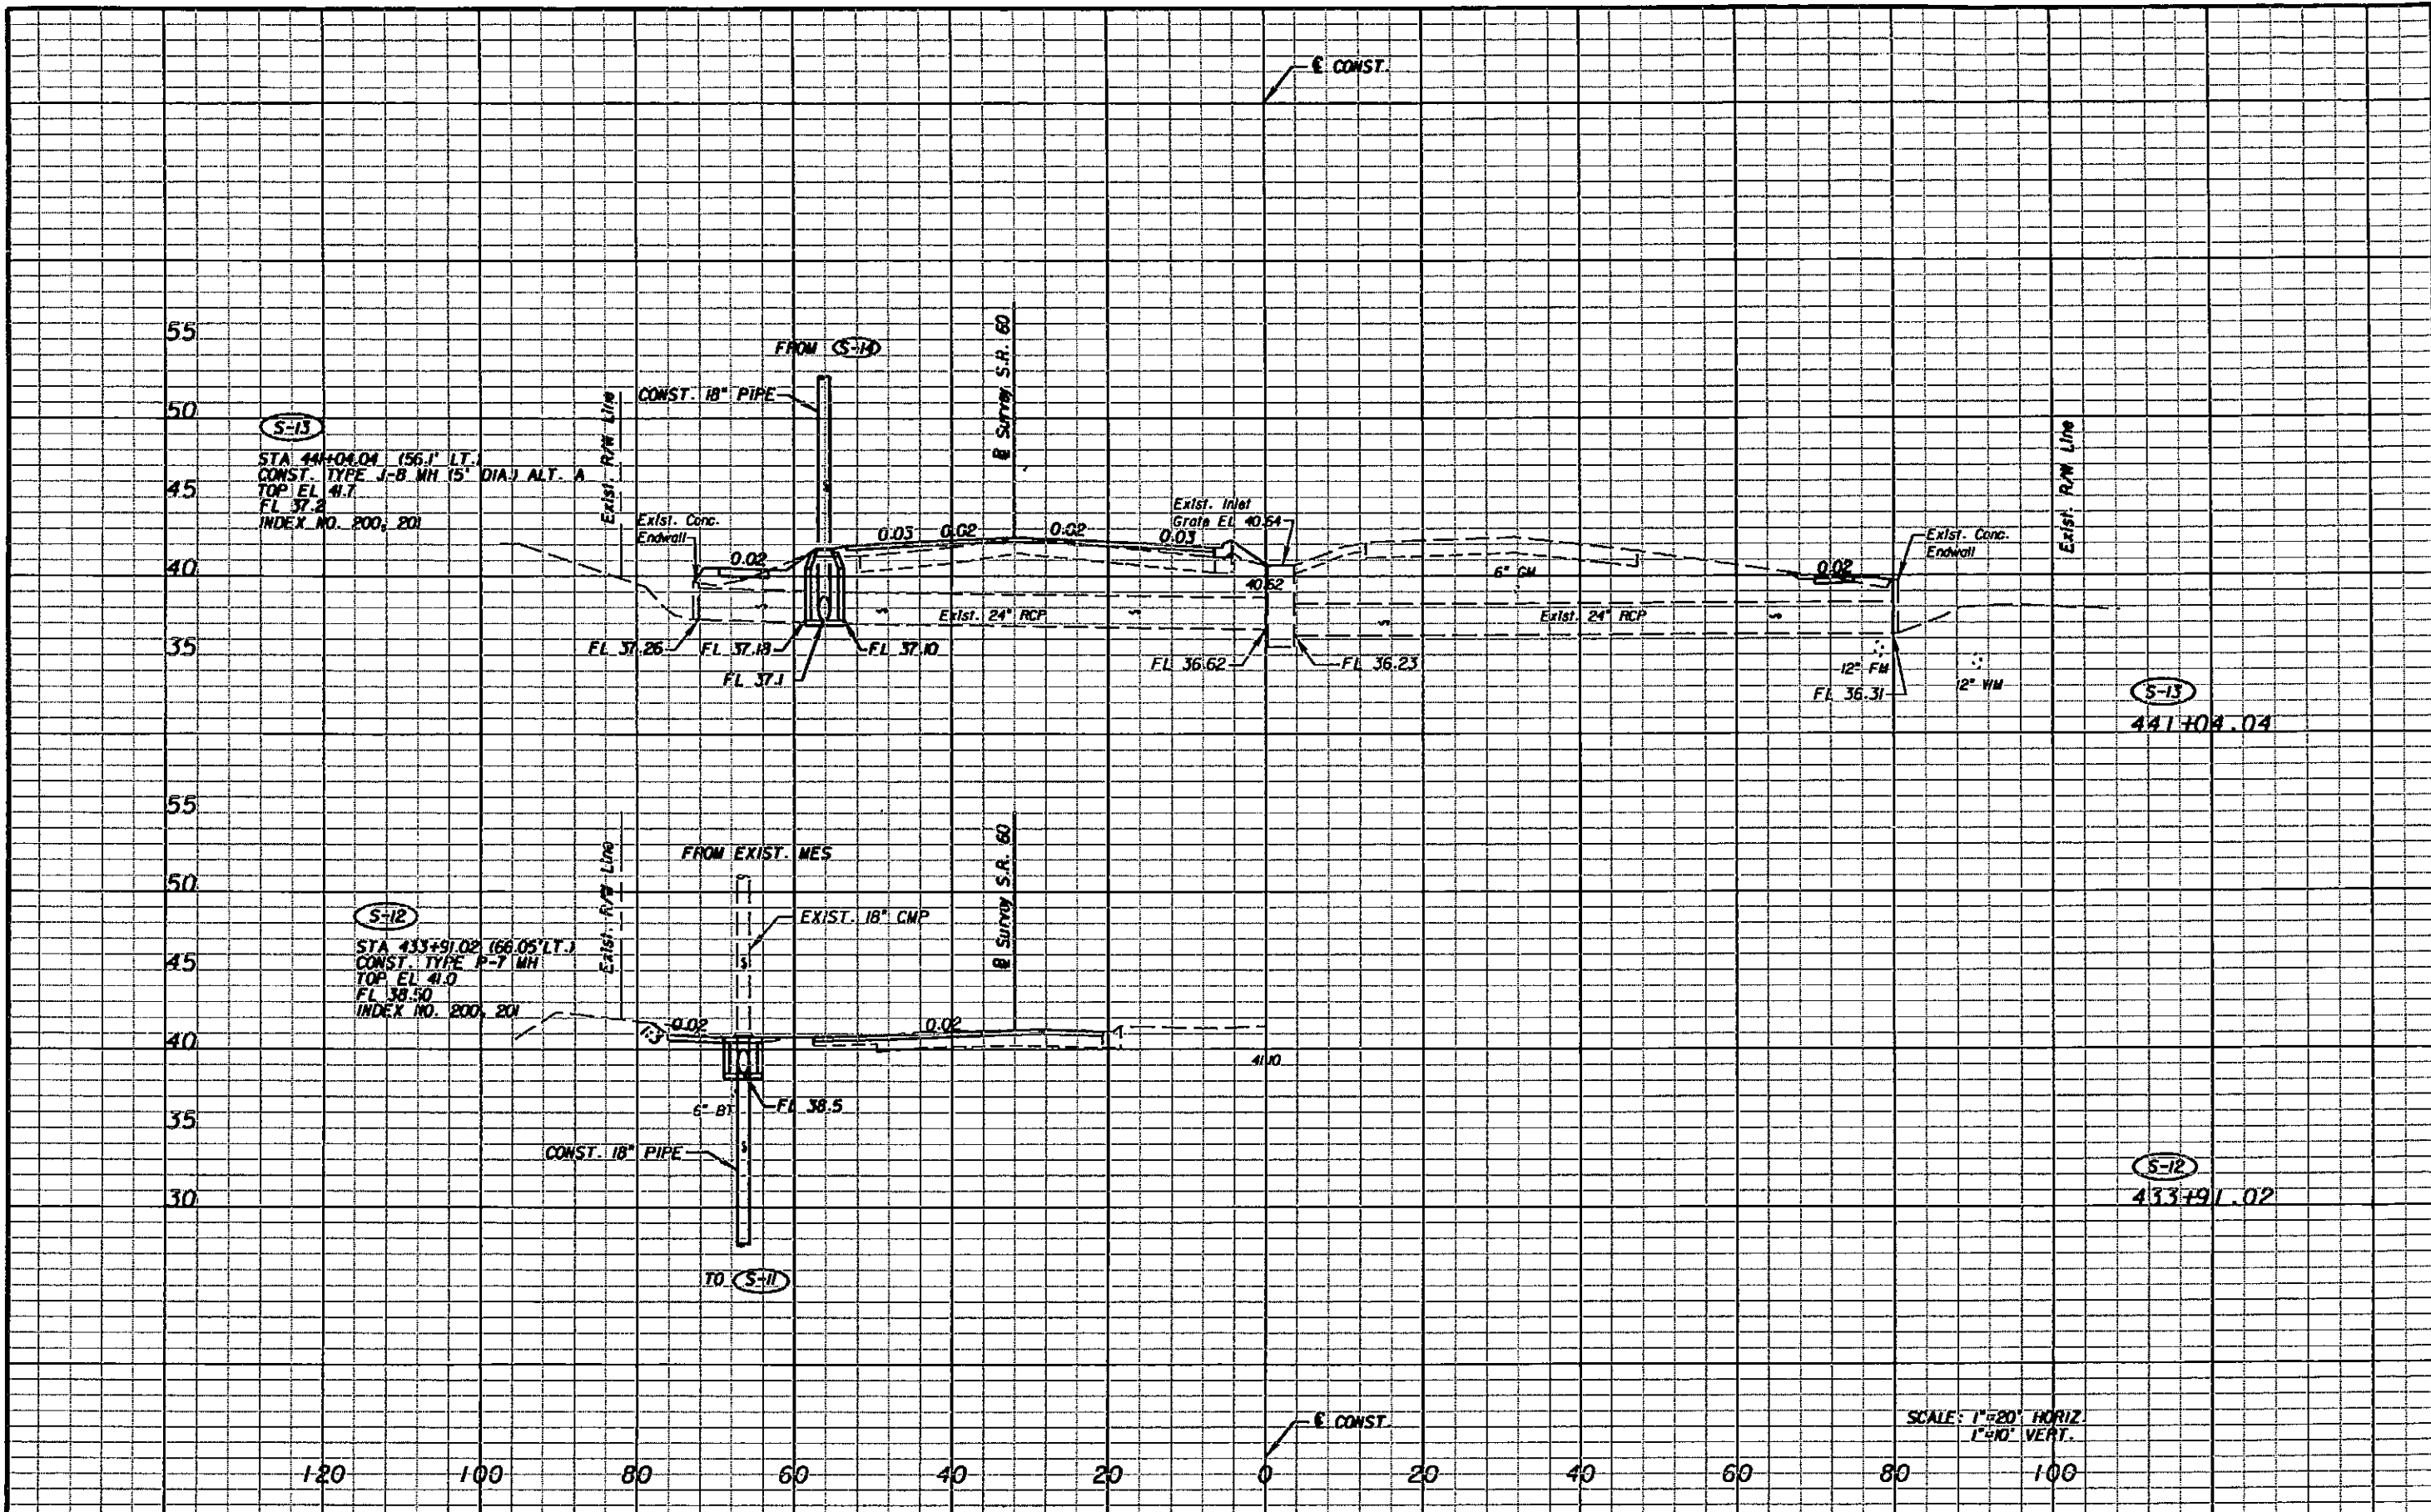 ₵ CONST.
55
FROM S-14
CONST. 18" PIPE
50
Exist. R/W Line
℄ Survey S.R. 60
Exist. R/W Line
S-13
STA 441+04.04 (56.1' LT.)
CONST. TYPE J-8 MH (5' DIA.) ALT. A
TOP EL 41.7
FL 37.2
INDEX NO. 200, 201
45
Exist. Conc.
Endwall
Exist. Inlet
Grate EL 40.64
Exist. Conc.
Endwall
0.02
0.03
0.02
0.02
0.03
0.02
40
40.62
6" GM
Exist. 24" RCP
Exist. 24" RCP
35
FL 37.26
FL 37.18
FL 37.10
FL 37.1
FL 36.62
FL 36.23
12" FM
FL 36.31
12" WM
S-13
441+04.04
55
Exist. R/W Line
FROM EXIST. MES
℄ Survey S.R. 60
50
S-12
EXIST. 18" CMP
STA 433+91.02 (66.05' LT.)
CONST. TYPE P-7 MH
TOP EL 41.0
FL 38.50
INDEX NO. 200, 201
45
0.02
0.02
40
41.10
6" BT
FL 38.5
35
CONST. 18" PIPE
30
S-12
433+91.02
TO S-11
℄ CONST.
SCALE: 1"=20' HORIZ.
1"=10' VERT.
120 100 80 60 40 20 0 20 40 60 80 100